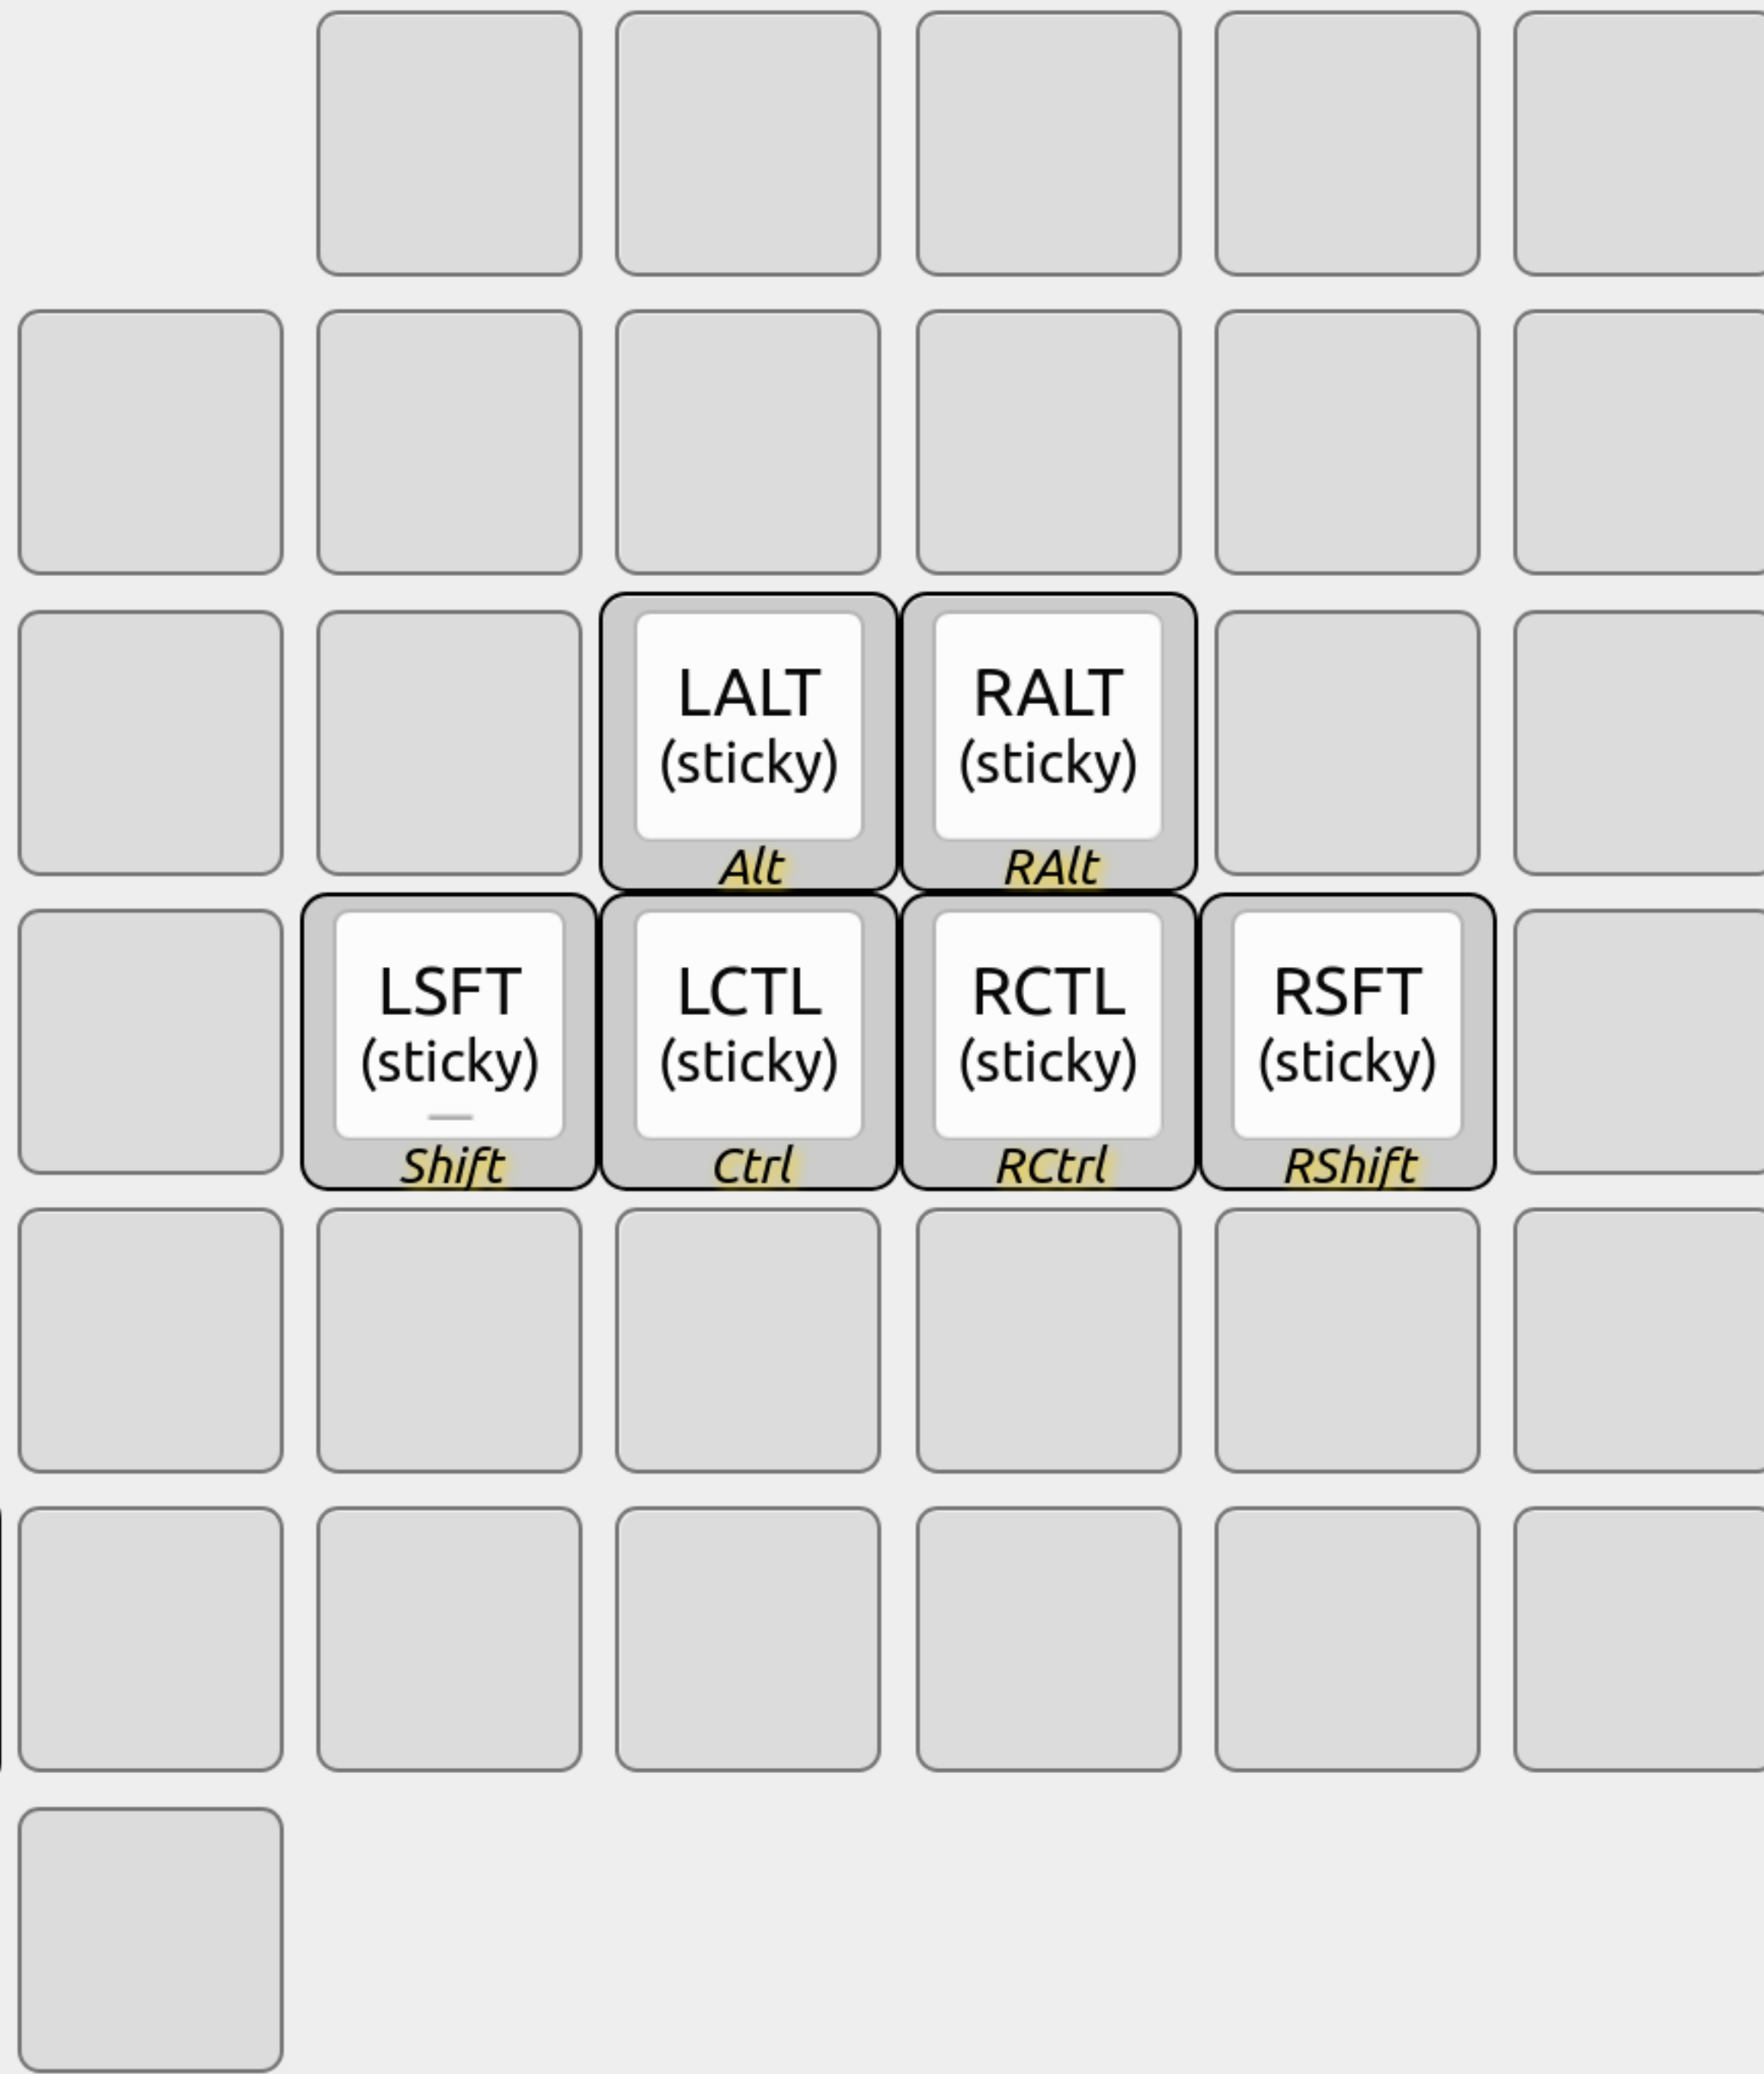 LALT
(sticky)
Alt
RALT
(sticky)
RAlt
LSFT
(sticky)
Shift
LCTL
(sticky)
Ctrl
RCTL
(sticky)
RCtrl
RSFT
(sticky)
RShift